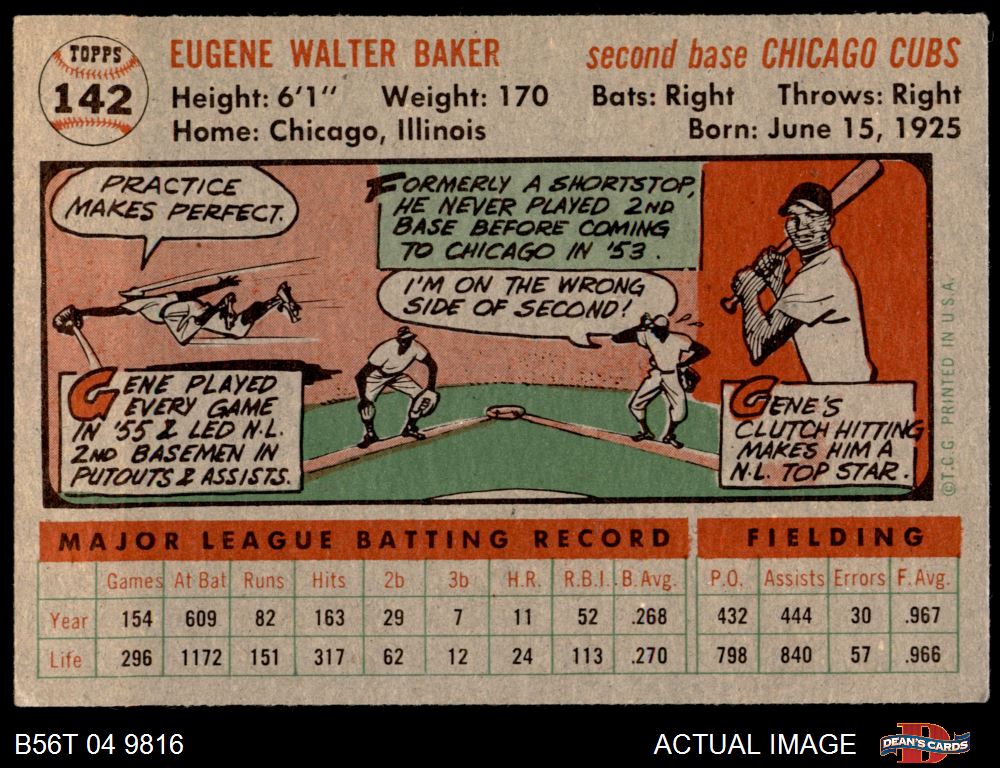 TOPPS
142
EUGENE WALTER BAKER
second base CHICAGO CUBS
Height: 6'1" Weight: 170 Bats: Right Throws: Right
Home: Chicago, Illinois Born: June 15, 1925
PRACTICE
MAKES PERFECT.
FORMERLY A SHORTSTOP,
HE NEVER PLAYED 2ND
BASE BEFORE COMING
TO CHICAGO IN '53.
I'M ON THE WRONG
SIDE OF SECOND!
GENE PLAYED
EVERY GAME
IN '55 & LED N.L.
2ND BASEMEN IN
PUTOUTS & ASSISTS.
GENE'S
CLUTCH HITTING
MAKES HIM A
N.L. TOP STAR.
©T.C.G. PRINTED IN U.S.A.
MAJOR LEAGUE BATTING RECORD FIELDING
Games At Bat Runs Hits 2b 3b H.R. R.B.I. B.Avg. P.O. Assists Errors F.Avg.
Year 154 609 82 163 29 7 11 52 .268 432 444 30 .967
Life 296 1172 151 317 62 12 24 113 .270 798 840 57 .966
B56T 04 9816
ACTUAL IMAGE
DEAN'S CARDS